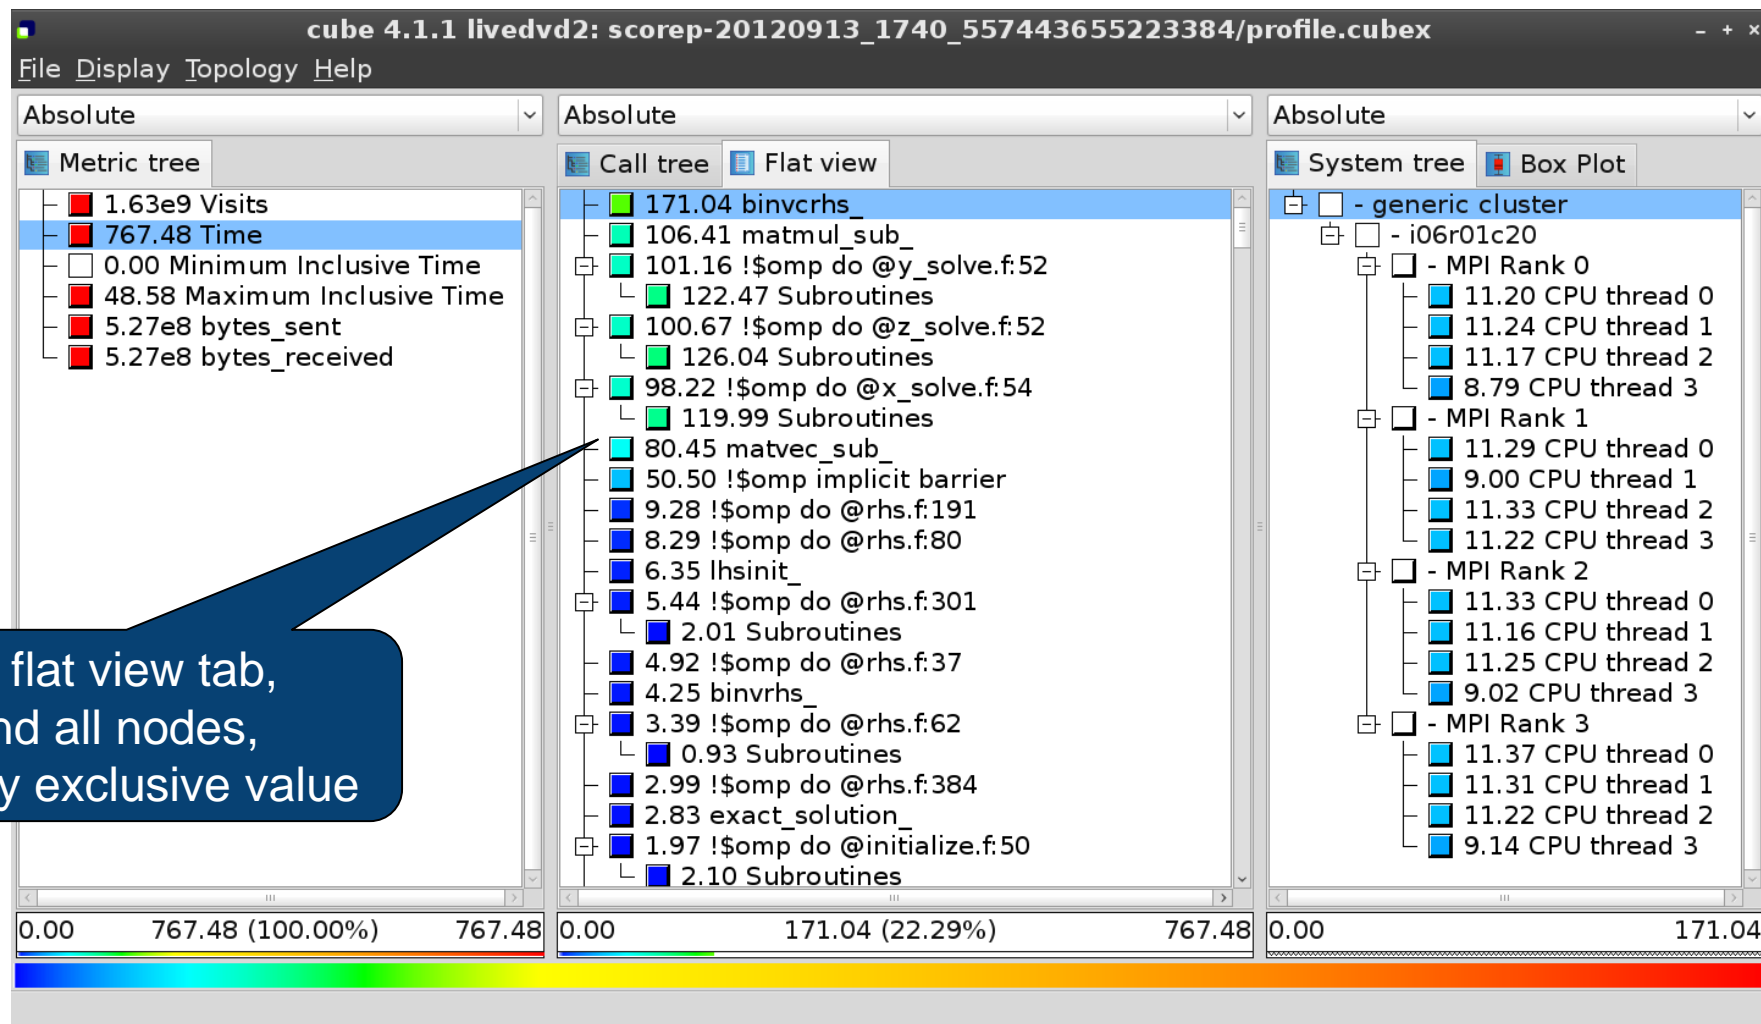 cube 4.1.1 livedvd2: scorep-20120913_1740_557443655223384/profile.cubex
File Display Topology Help
Absolute
Metric tree
1.63e9 Visits
767.48 Time
0.00 Minimum Inclusive Time
48.58 Maximum Inclusive Time
5.27e8 bytes_sent
5.27e8 bytes_received
flat view tab,
nd all nodes,
y exclusive value
0.00 767.48 (100.00%) 767.48
Absolute
Call tree Flat view
171.04 binvcrhs_
106.41 matmul_sub_
101.16 !$omp do @y_solve.f:52
122.47 Subroutines
100.67 !$omp do @z_solve.f:52
126.04 Subroutines
98.22 !$omp do @x_solve.f:54
119.99 Subroutines
80.45 matvec_sub_
50.50 !$omp implicit barrier
9.28 !$omp do @rhs.f:191
8.29 !$omp do @rhs.f:80
6.35 lhsinit_
5.44 !$omp do @rhs.f:301
2.01 Subroutines
4.92 !$omp do @rhs.f:37
4.25 binvrhs_
3.39 !$omp do @rhs.f:62
0.93 Subroutines
2.99 !$omp do @rhs.f:384
2.83 exact_solution_
1.97 !$omp do @initialize.f:50
2.10 Subroutines
0.00 171.04 (22.29%) 767.48
Absolute
System tree Box Plot
- generic cluster
- i06r01c20
- MPI Rank 0
11.20 CPU thread 0
11.24 CPU thread 1
11.17 CPU thread 2
8.79 CPU thread 3
- MPI Rank 1
11.29 CPU thread 0
9.00 CPU thread 1
11.33 CPU thread 2
11.22 CPU thread 3
- MPI Rank 2
11.33 CPU thread 0
11.16 CPU thread 1
11.25 CPU thread 2
9.02 CPU thread 3
- MPI Rank 3
11.37 CPU thread 0
11.31 CPU thread 1
11.22 CPU thread 2
9.14 CPU thread 3
0.00 171.04